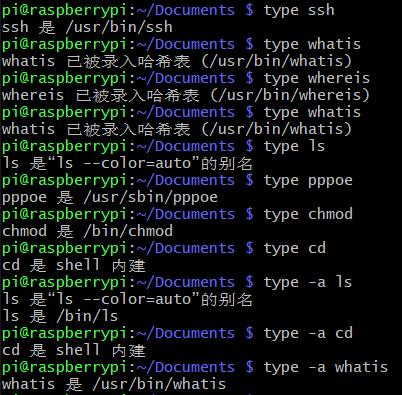 pi@raspberrypi:~/Documents $ type ssh
ssh 是 /usr/bin/ssh
pi@raspberrypi:~/Documents $ type whatis
whatis 已被录入哈希表 (/usr/bin/whatis)
pi@raspberrypi:~/Documents $ type whereis
whereis 已被录入哈希表 (/usr/bin/whereis)
pi@raspberrypi:~/Documents $ type whatis
whatis 已被录入哈希表 (/usr/bin/whatis)
pi@raspberrypi:~/Documents $ type ls
ls 是“ls --color=auto”的别名
pi@raspberrypi:~/Documents $ type pppoe
pppoe 是 /usr/sbin/pppoe
pi@raspberrypi:~/Documents $ type chmod
chmod 是 /bin/chmod
pi@raspberrypi:~/Documents $ type cd
cd 是 shell 内建
pi@raspberrypi:~/Documents $ type -a ls
ls 是“ls --color=auto”的别名
ls 是 /bin/ls
pi@raspberrypi:~/Documents $ type -a cd
cd 是 shell 内建
pi@raspberrypi:~/Documents $ type -a whatis
whatis 是 /usr/bin/whatis